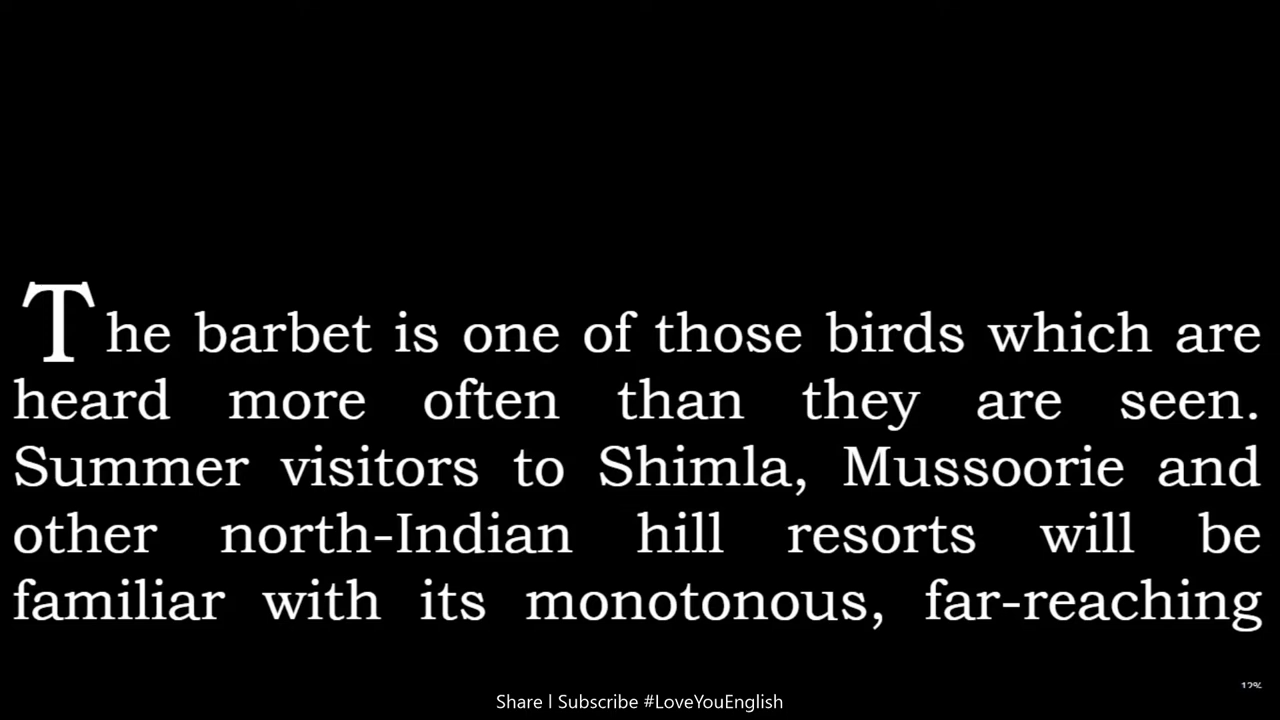 The barbet is one of those birds which are
heard more often than they are seen.
Summer visitors to Shimla, Mussoorie and
other north-Indian hill resorts will be
familiar with its monotonous, far-reaching
12%
Share | Subscribe #LoveYouEnglish